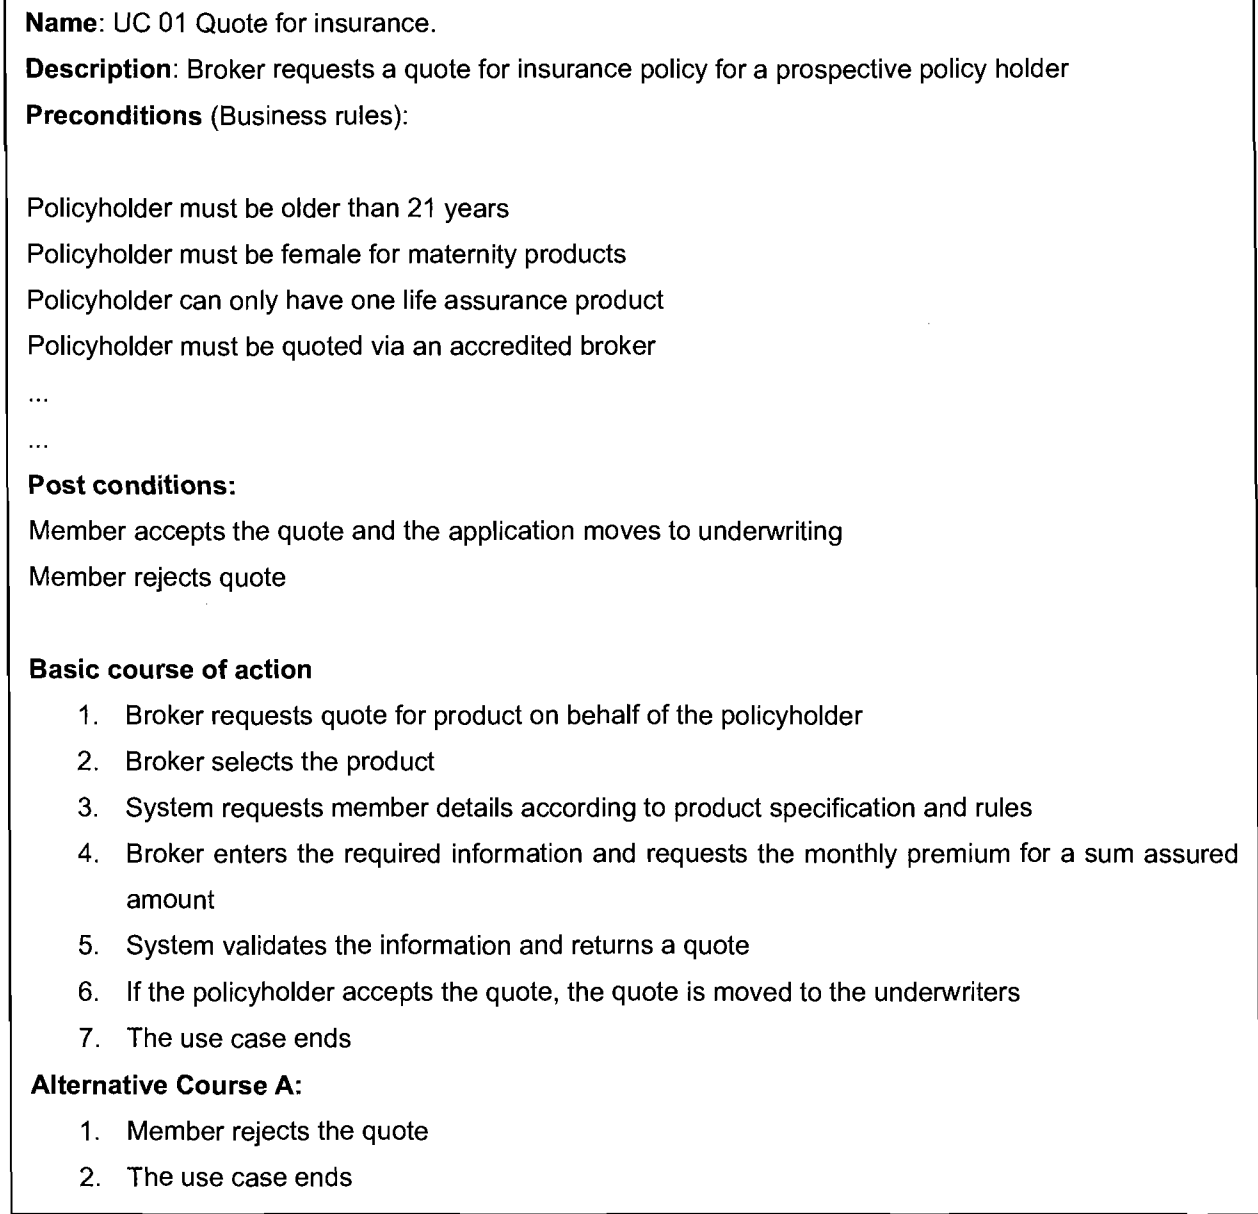 Name: UC 01 Quote for insurance.
Description: Broker requests a quote for insurance policy for a prospective policy holder
Preconditions (Business rules):
Policyholder must be older than 21 years
Policyholder must be female for maternity products
Policyholder can only have one life assurance product
Policyholder must be quoted via an accredited broker
...
...
Post conditions:
Member accepts the quote and the application moves to underwriting
Member rejects quote
Basic course of action
1. Broker requests quote for product on behalf of the policyholder
2. Broker selects the product
3. System requests member details according to product specification and rules
4. Broker enters the required information and requests the monthly premium for a sum assured
amount
5. System validates the information and returns a quote
6. If the policyholder accepts the quote, the quote is moved to the underwriters
7. The use case ends
Alternative Course A:
1. Member rejects the quote
2. The use case ends